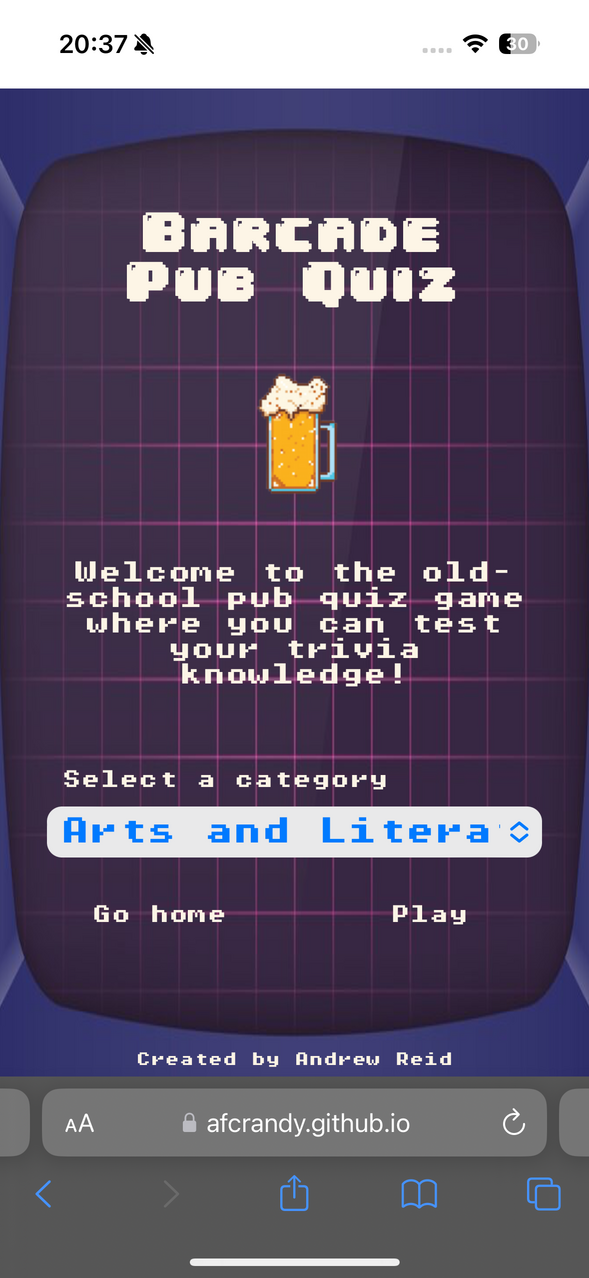 20:37
30
Barcade
Pub Quiz
Welcome to the old-
school pub quiz game
where you can test
your trivia
knowledge!
Select a category
Arts and Litera
Go home
Play
Created by Andrew Reid
AA
afcrandy.github.io